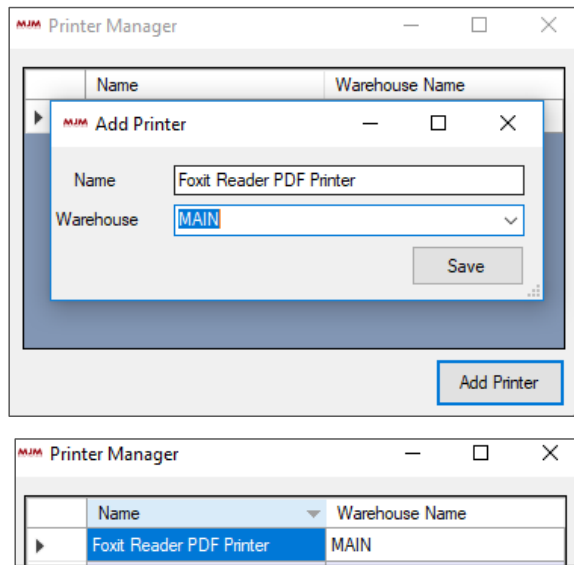 MJM Printer Manager
Name Warehouse Name
MJM Add Printer
Name Foxit Reader PDF Printer
Warehouse MAIN
Save
Add Printer
MJM Printer Manager
Name Warehouse Name
Foxit Reader PDF Printer MAIN